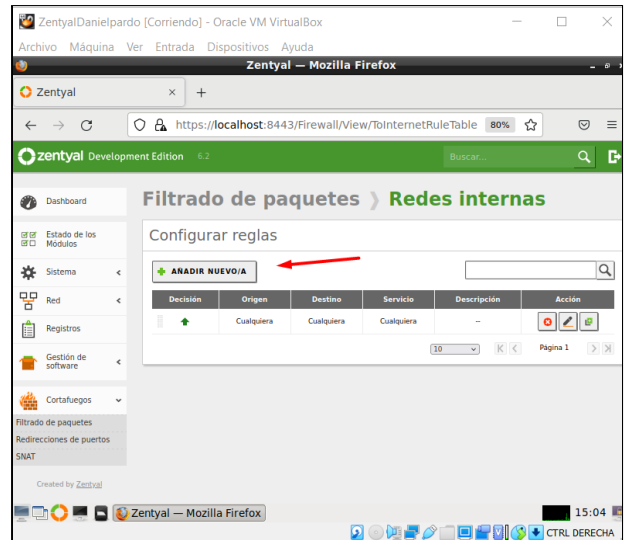 ZentyalDanielpardo [Corriendo] - Oracle VM VirtualBox
Archivo Máquina Ver Entrada Dispositivos Ayuda
Zentyal — Mozilla Firefox
Zentyal
https://localhost:8443/Firewall/View/ToInternetRuleTable 80%
zentyal Development Edition 6.2 Buscar...
Filtrado de paquetes ❭ Redes internas
Dashboard
Estado de los
Módulos
Sistema
Red
Registros
Gestión de
software
Cortafuegos
Filtrado de paquetes
Redirecciones de puertos
SNAT
Created by Zentyal
Configurar reglas
AÑADIR NUEVO/A
Decisión Origen Destino Servicio Descripción Acción
Cualquiera Cualquiera Cualquiera --
10 Página 1
Zentyal — Mozilla Firefox 15:04
CTRL DERECHA